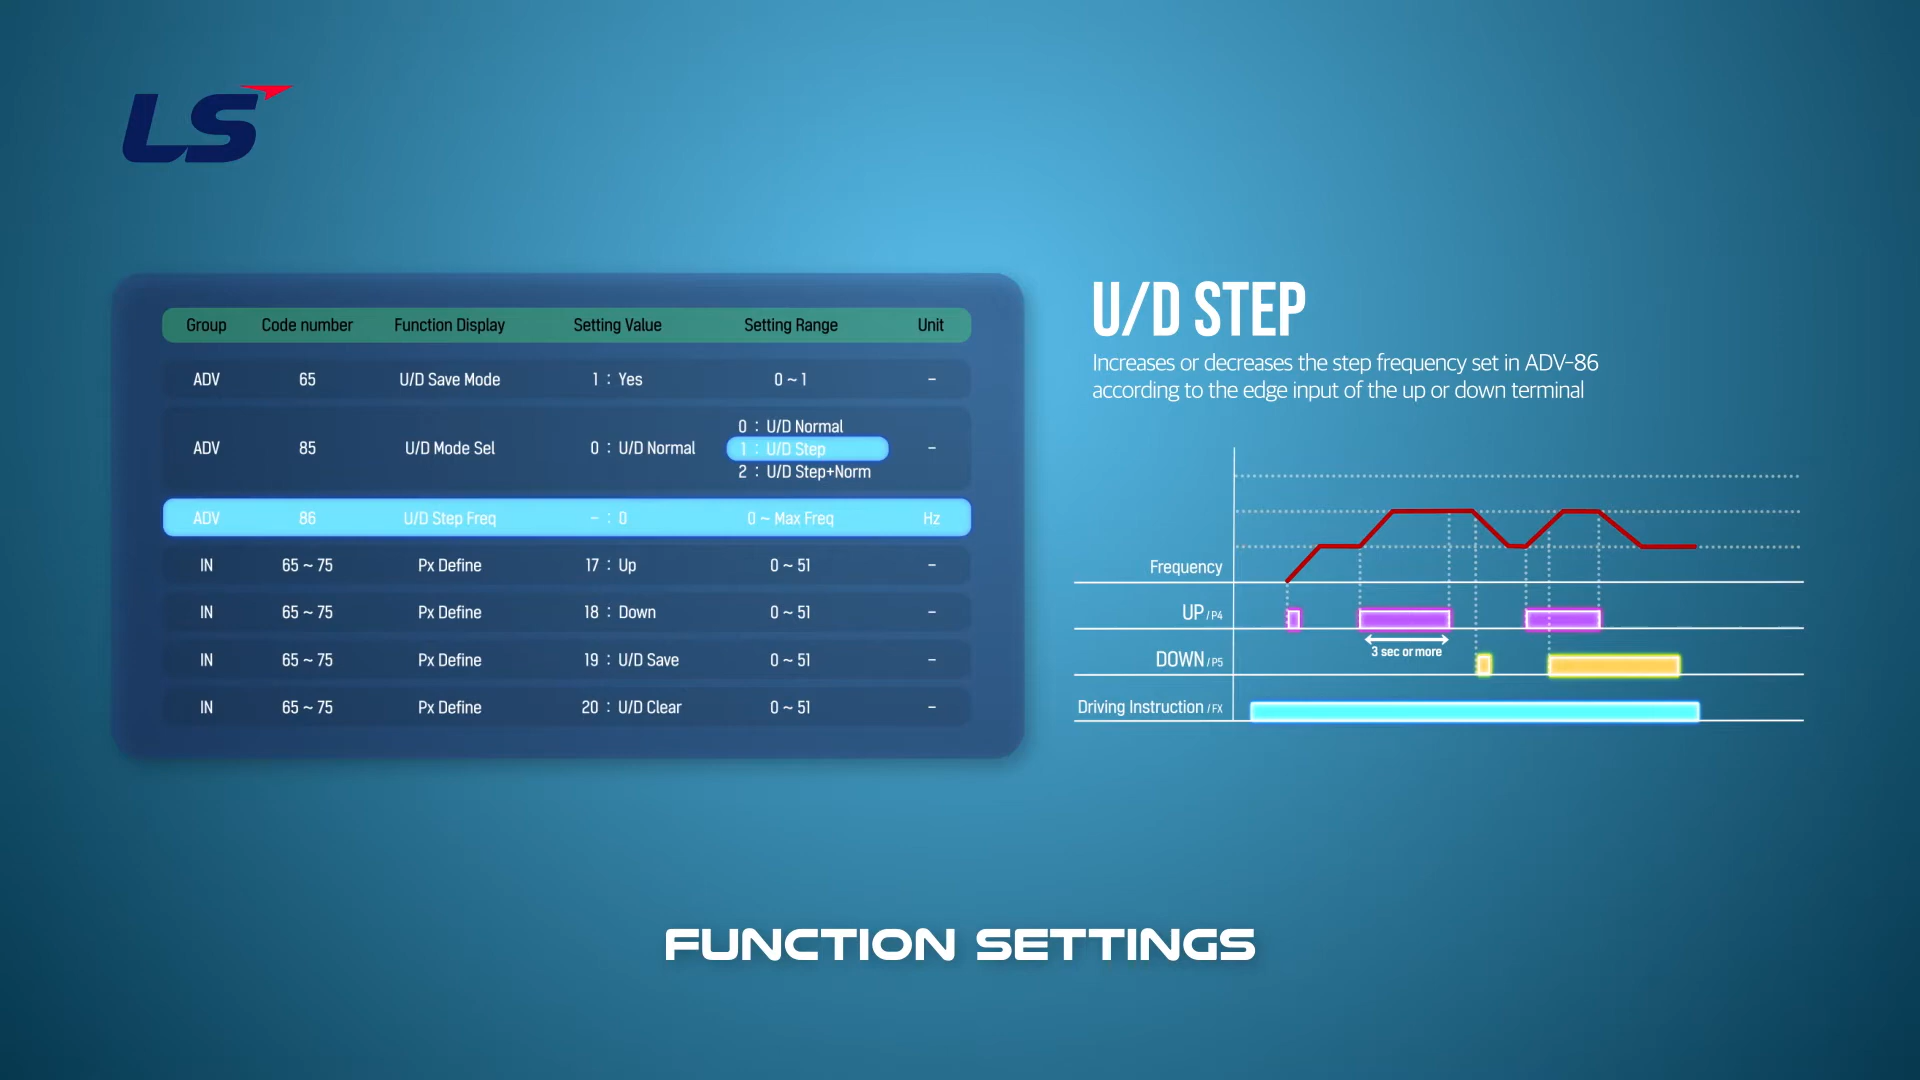 LS
Group Code number Function Display Setting Value Setting Range Unit
ADV 65 U/D Save Mode 1 : Yes 0 ~ 1 –
ADV 85 U/D Mode Sel 0 : U/D Normal 0 : U/D Normal –
1 : U/D Step
2 : U/D Step+Norm
ADV 86 U/D Step Freq – : 0 0 ~ Max Freq Hz
IN 65 ~ 75 Px Define 17 : Up 0 ~ 51 –
IN 65 ~ 75 Px Define 18 : Down 0 ~ 51 –
IN 65 ~ 75 Px Define 19 : U/D Save 0 ~ 51 –
IN 65 ~ 75 Px Define 20 : U/D Clear 0 ~ 51 –
U/D STEP
Increases or decreases the step frequency set in ADV-86
according to the edge input of the up or down terminal
Frequency
UP / P4
3 sec or more
DOWN / P5
Driving Instruction / FX
FUNCTION SETTINGS